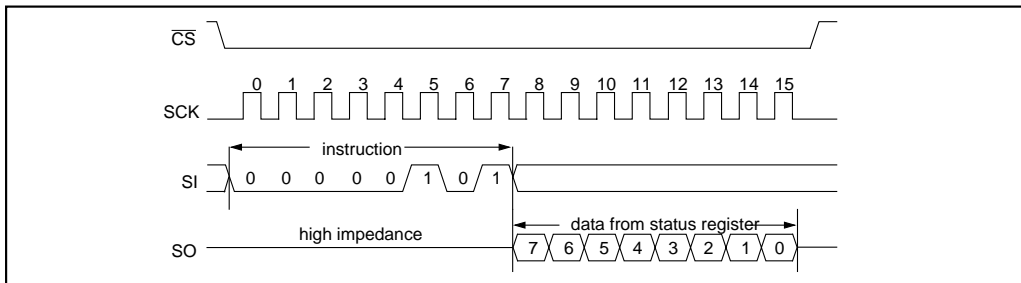 CS
0 1 2 3 4 5 6 7 8 9 10 11 12 13 14 15
SCK
instruction
SI 0 0 0 0 0 1 0 1
data from status register
high impedance
SO 7 6 5 4 3 2 1 0